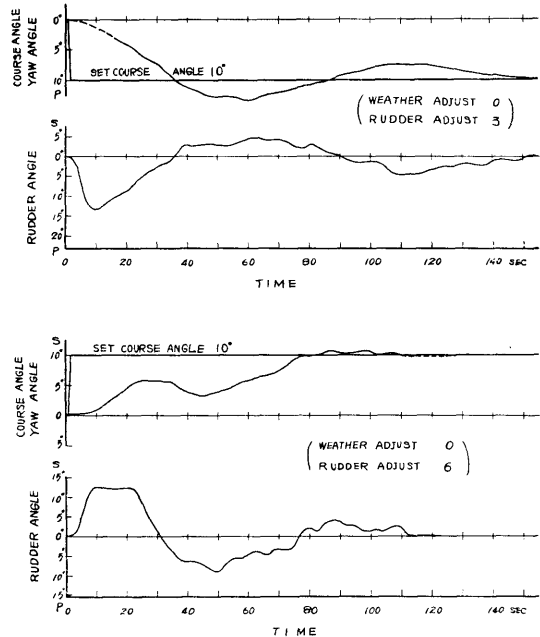 COURSE ANGLE
YAW ANGLE
0°
5°
10°
P
SET COURSE ANGLE 10°
( WEATHER ADJUST 0
RUDDER ADJUST 3 )
RUDDER ANGLE
S
5°
0
5°
10°
15°
20°
P
0 20 40 60 80 100 120 140 SEC
TIME
COURSE ANGLE
YAW ANGLE
S
10°
5°
0
5°
SET COURSE ANGLE 10°
( WEATHER ADJUST 0
RUDDER ADJUST 6 )
RUDDER ANGLE
S
15°
10°
5°
0
5°
10°
15°
P
0 20 40 60 80 100 120 140 SEC
TIME